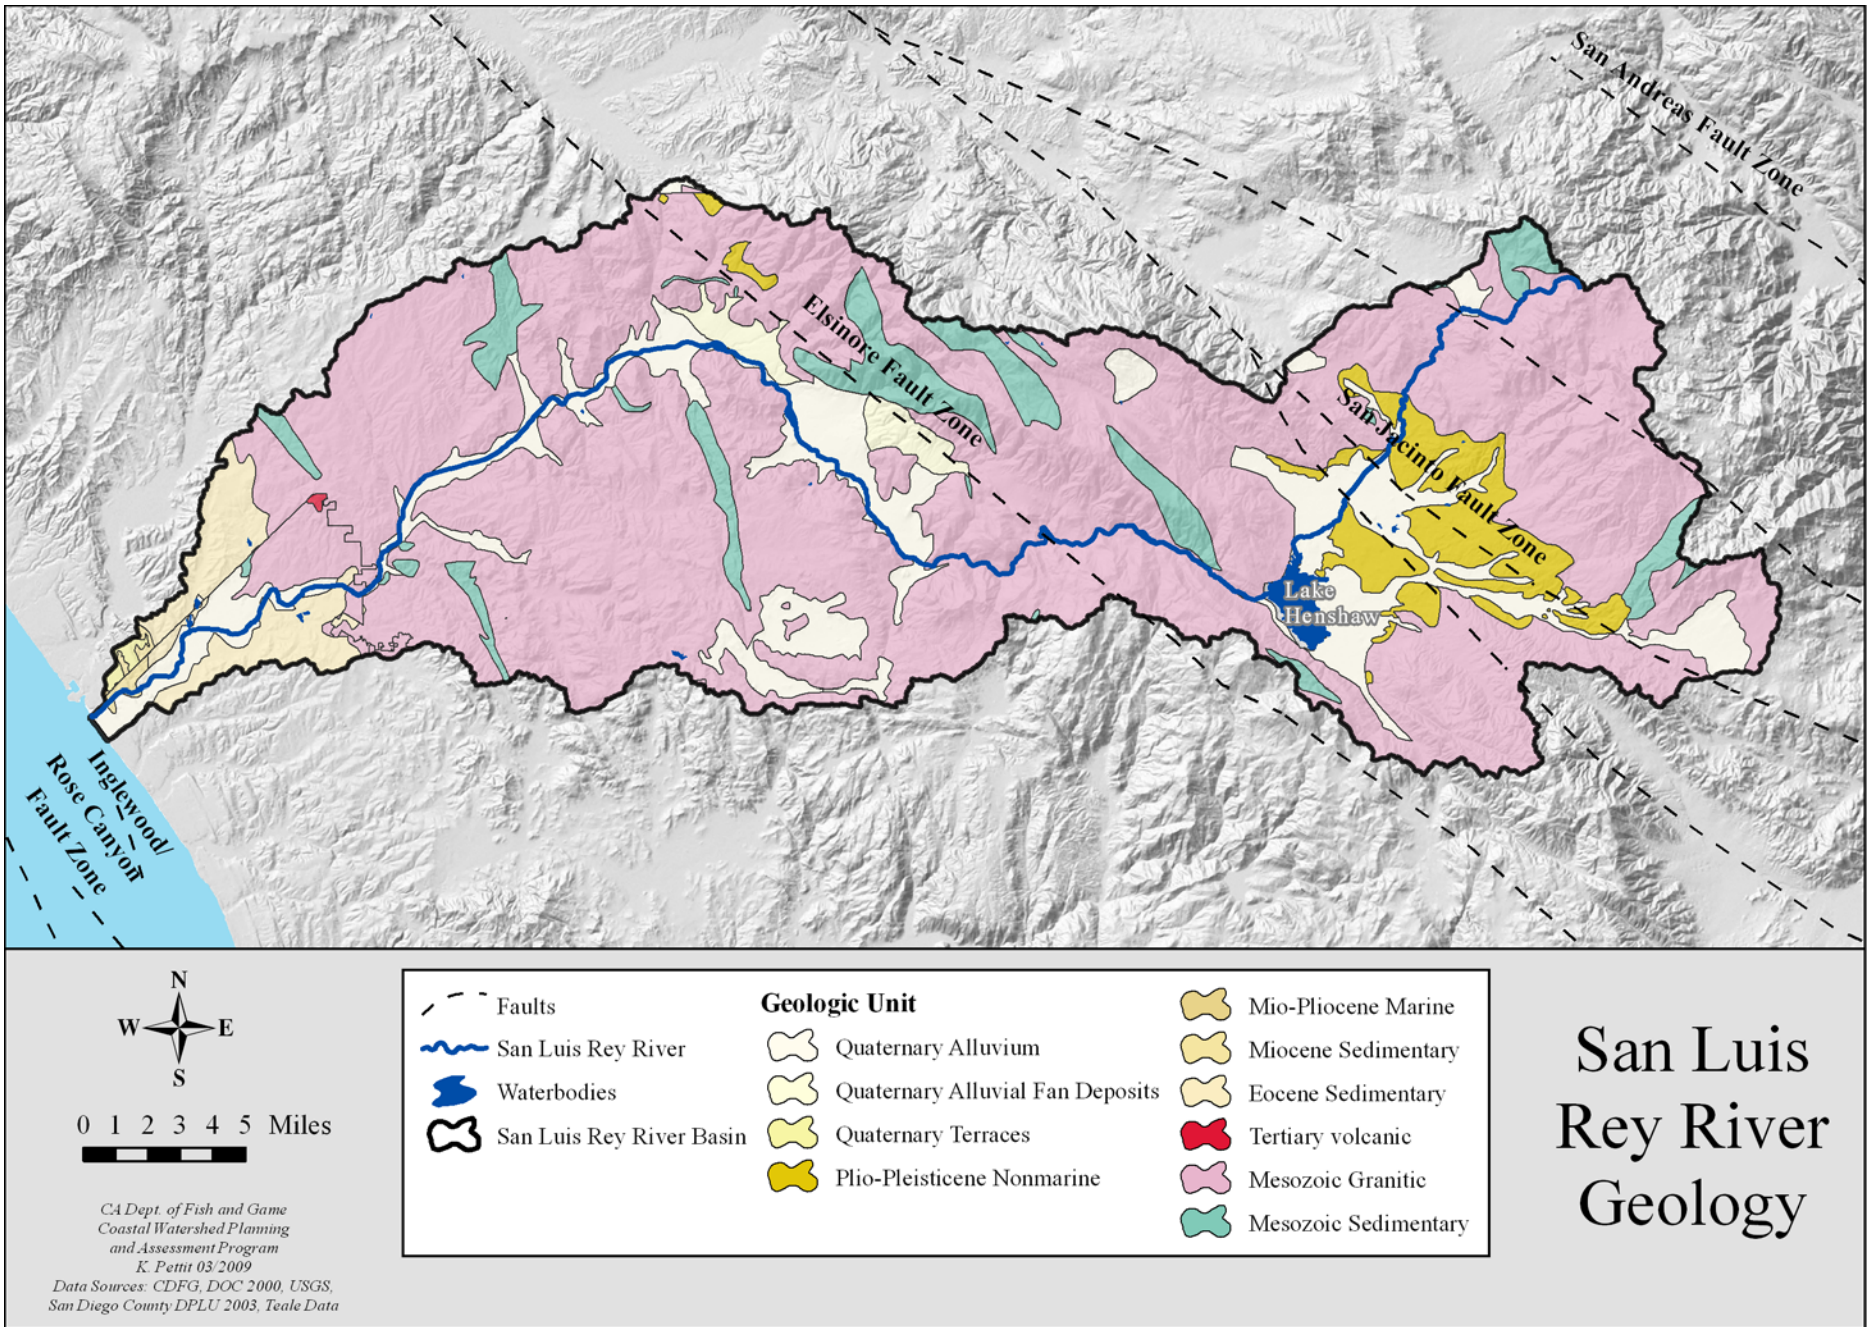 San Andreas Fault Zone
Elsinore Fault Zone
San Jacinto Fault Zone
Lake
Henshaw
Inglewood/
Rose Canyon
Fault Zone
N
W E
S
0 1 2 3 4 5 Miles
CA Dept. of Fish and Game
Coastal Watershed Planning
and Assessment Program
K. Pettit 03/2009
Data Sources: CDFG, DOC 2000, USGS,
San Diego County DPLU 2003, Teale Data
Faults
San Luis Rey River
Waterbodies
San Luis Rey River Basin
Geologic Unit
Quaternary Alluvium
Quaternary Alluvial Fan Deposits
Quaternary Terraces
Plio-Pleisticene Nonmarine
Mio-Pliocene Marine
Miocene Sedimentary
Eocene Sedimentary
Tertiary volcanic
Mesozoic Granitic
Mesozoic Sedimentary
San Luis
Rey River
Geology